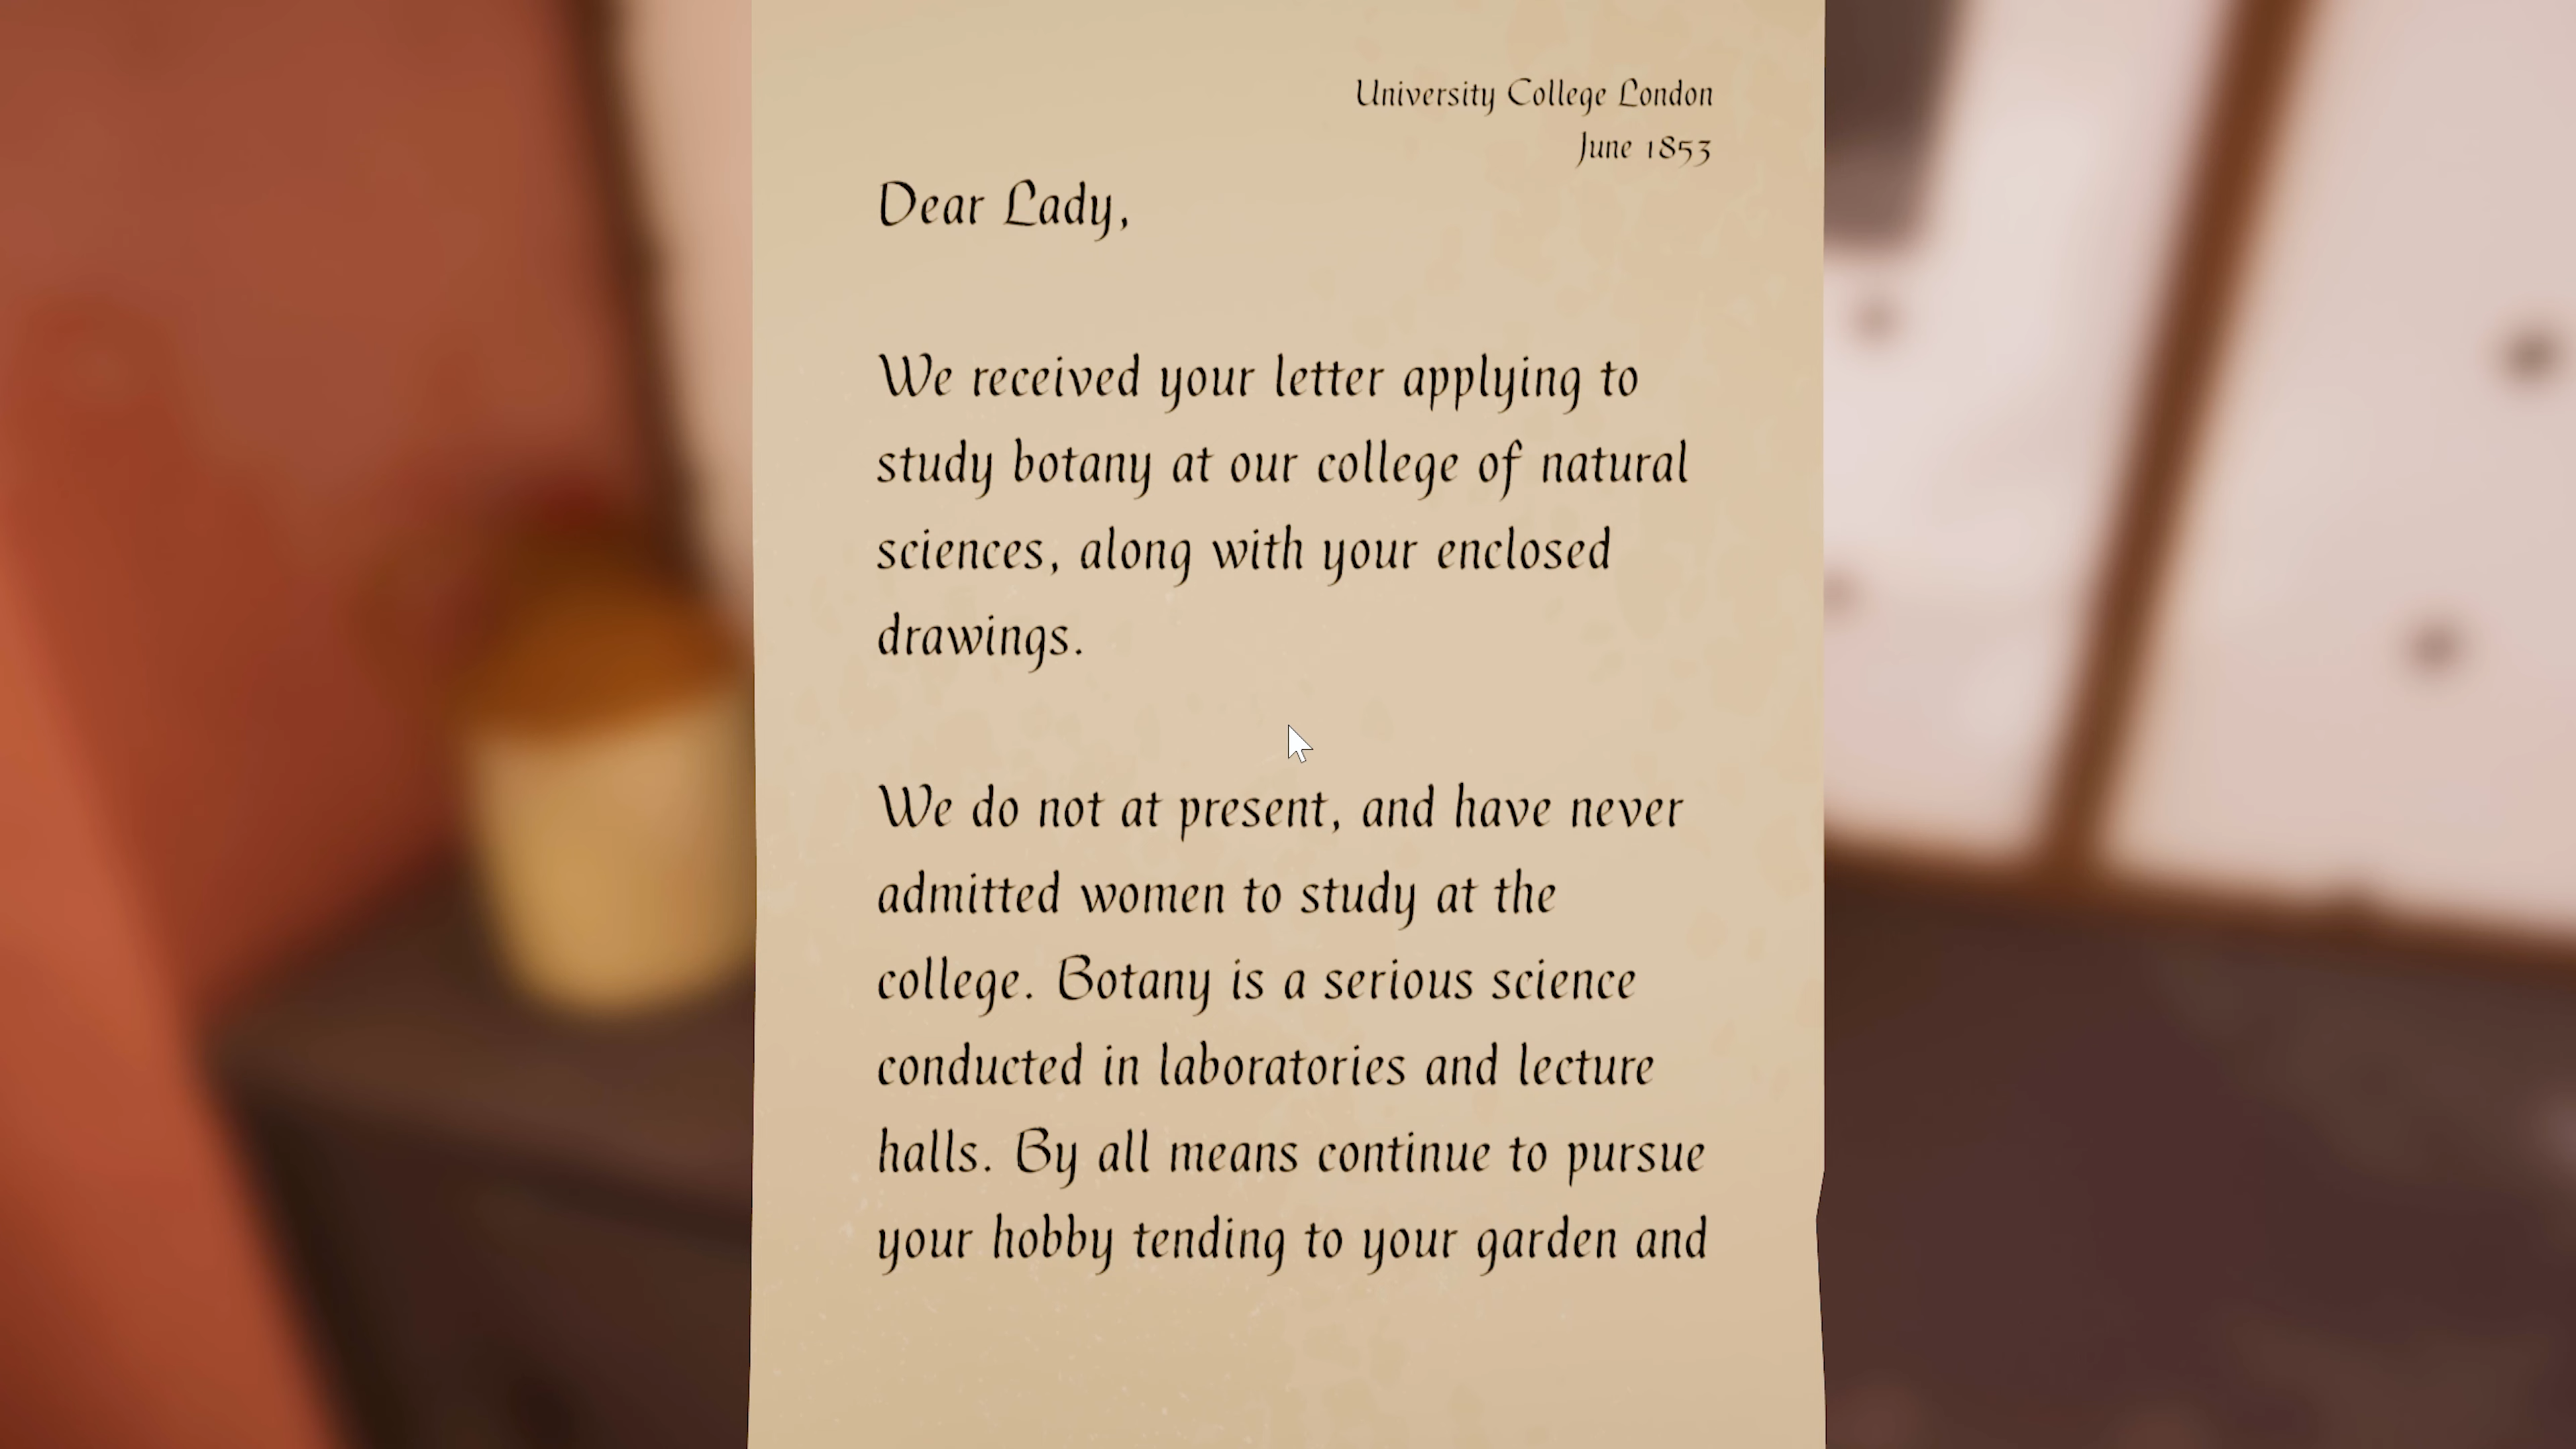 University College London
June 1853
Dear Lady,
We received your letter applying to
study botany at our college of natural
sciences, along with your enclosed
drawings.
We do not at present, and have never
admitted women to study at the
college. Botany is a serious science
conducted in laboratories and lecture
halls. By all means continue to pursue
your hobby tending to your garden and